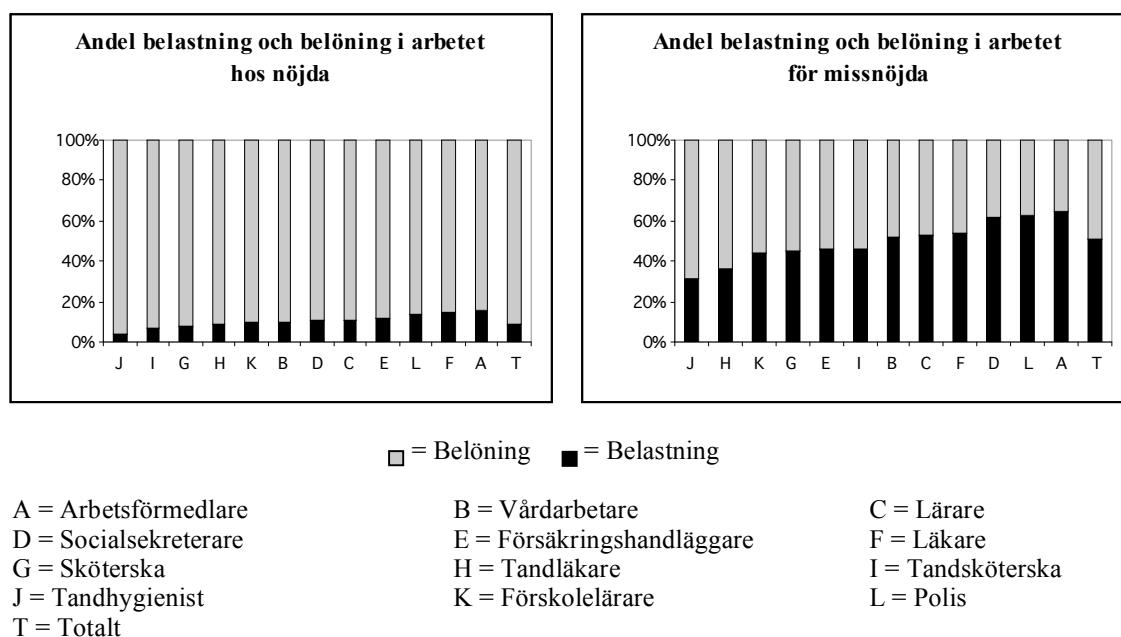 Andel belastning och belöning i arbetet
hos nöjda
100%
80%
60%
40%
20%
0%
J I G H K B D C E L F A T
Andel belastning och belöning i arbetet
för missnöjda
100%
80%
60%
40%
20%
0%
J H K G E I B C F D L A T
= Belöning = Belastning
A = Arbetsförmedlare B = Vårdarbetare C = Lärare
D = Socialsekreterare E = Försäkringshandläggare F = Läkare
G = Sköterska H = Tandläkare I = Tandsköterska
J = Tandhygienist K = Förskolelärare L = Polis
T = Totalt